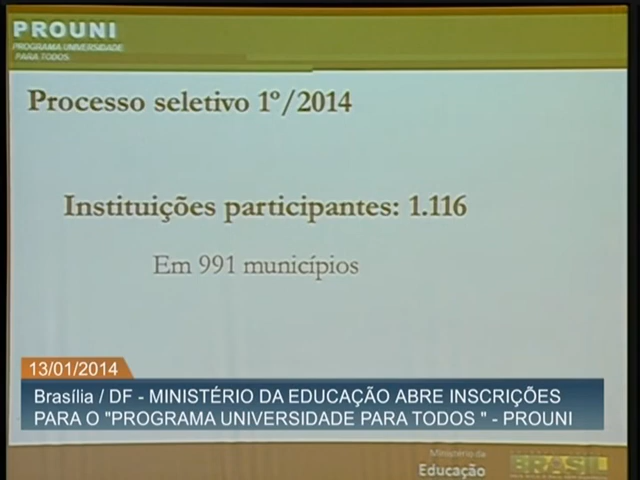 PROUNI
PROGRAMA UNIVERSIDADE
PARA TODOS
Processo seletivo 1º/2014
Instituições participantes: 1.116
Em 991 municípios
13/01/2014
Brasília / DF - MINISTÉRIO DA EDUCAÇÃO ABRE INSCRIÇÕES
PARA O "PROGRAMA UNIVERSIDADE PARA TODOS " - PROUNI
Ministério da
Educação
BRASIL